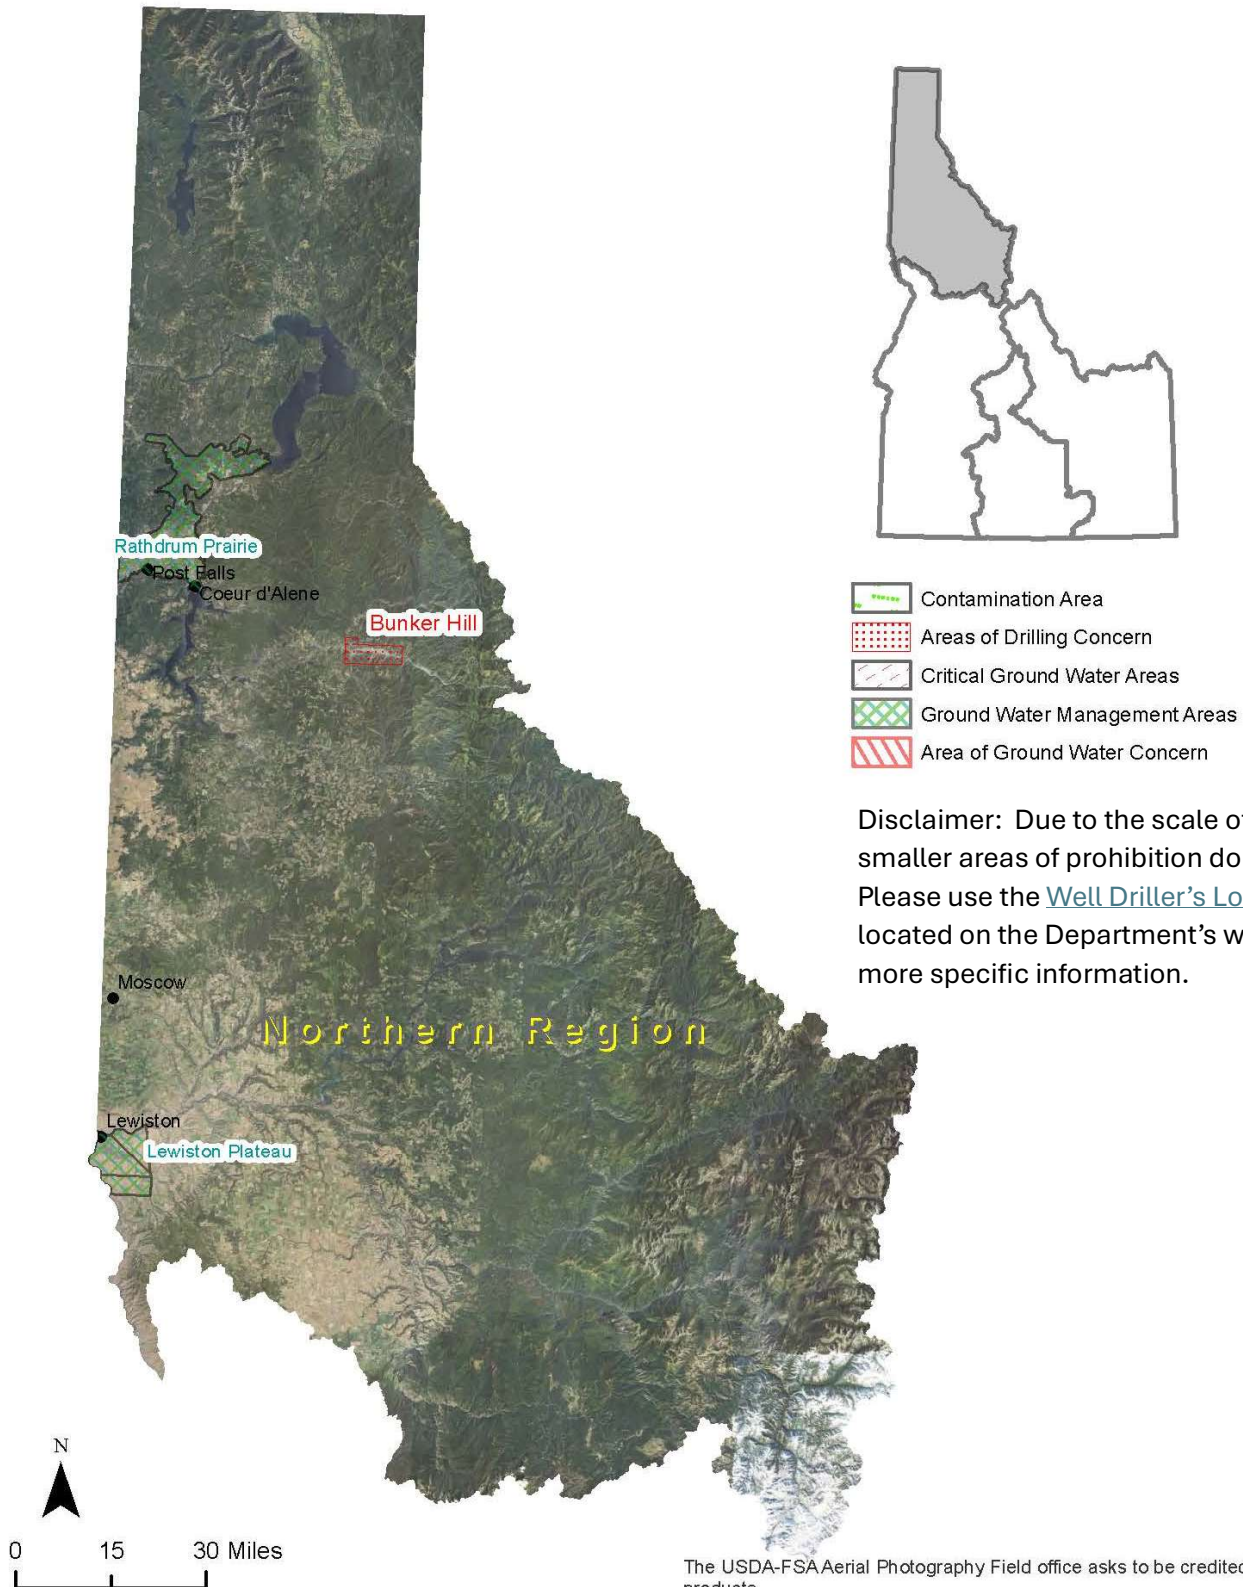 Rathdrum Prairie
Post Falls
Coeur d'Alene
Bunker Hill
Contamination Area
Areas of Drilling Concern
Critical Ground Water Areas
Ground Water Management Areas
Area of Ground Water Concern
Disclaimer: Due to the scale
smaller areas of prohibition
Please use the Well Driller's
located on the Department's
more specific information.
Moscow
Northern Region
Lewiston
Lewiston Plateau
N
0 15 30 Miles
The USDA-FSA Aerial Photography Field office asks to be credited
products